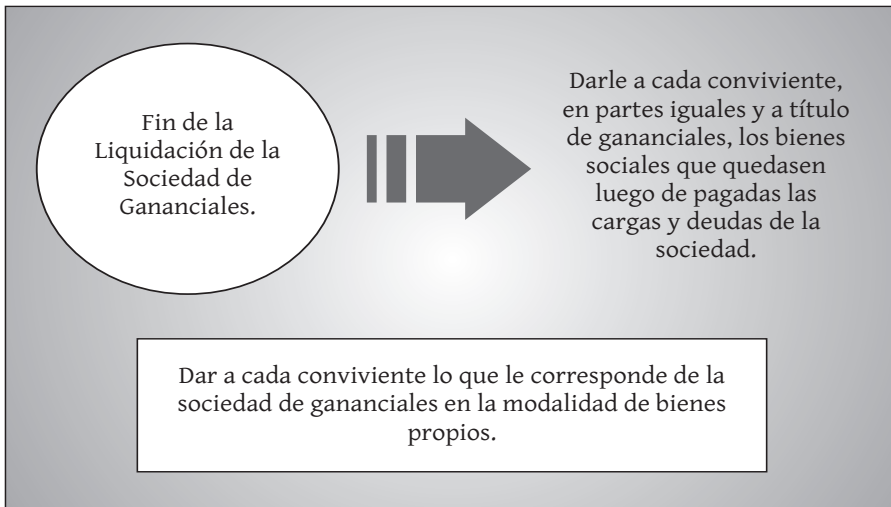 Fin de la
Liquidación de la
Sociedad de
Gananciales.
Darle a cada conviviente,
en partes iguales y a título
de gananciales, los bienes
sociales que quedasen
luego de pagadas las
cargas y deudas de la
sociedad.
Dar a cada conviviente lo que le corresponde de la
sociedad de gananciales en la modalidad de bienes
propios.